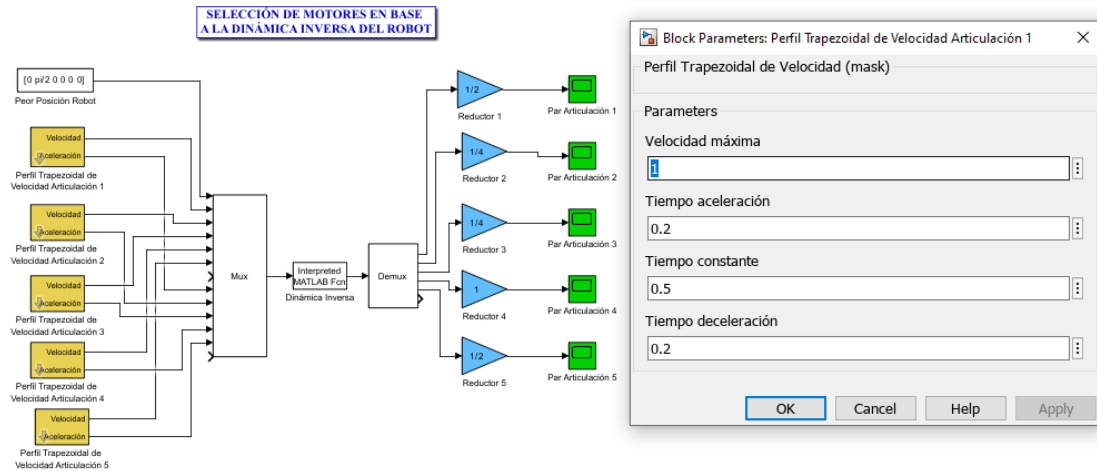 SELECCIÓN DE MOTORES EN BASE
A LA DINÁMICA INVERSA DEL ROBOT
[0 pi/2 0 0 0 0]
Peor Posición Robot
Velocidad
Aceleración
Perfil Trapezoidal de
Velocidad Articulación 1
Velocidad
Aceleración
Perfil Trapezoidal de
Velocidad Articulación 2
Velocidad
Aceleración
Perfil Trapezoidal de
Velocidad Articulación 3
Velocidad
Aceleración
Perfil Trapezoidal de
Velocidad Articulación 4
Velocidad
Aceleración
Perfil Trapezoidal de
Velocidad Articulación 5
Mux
Interpreted
MATLAB Fcn
Dinámica Inversa
Demux
1/2
Reductor 1
Par Articulación 1
1/4
Reductor 2
Par Articulación 2
1/4
Reductor 3
Par Articulación 3
1
Reductor 4
Par Articulación 4
1/2
Reductor 5
Par Articulación 5
Block Parameters: Perfil Trapezoidal de Velocidad Articulación 1
Perfil Trapezoidal de Velocidad (mask)
Parameters
Velocidad máxima
1
Tiempo aceleración
0.2
Tiempo constante
0.5
Tiempo deceleración
0.2
OK
Cancel
Help
Apply